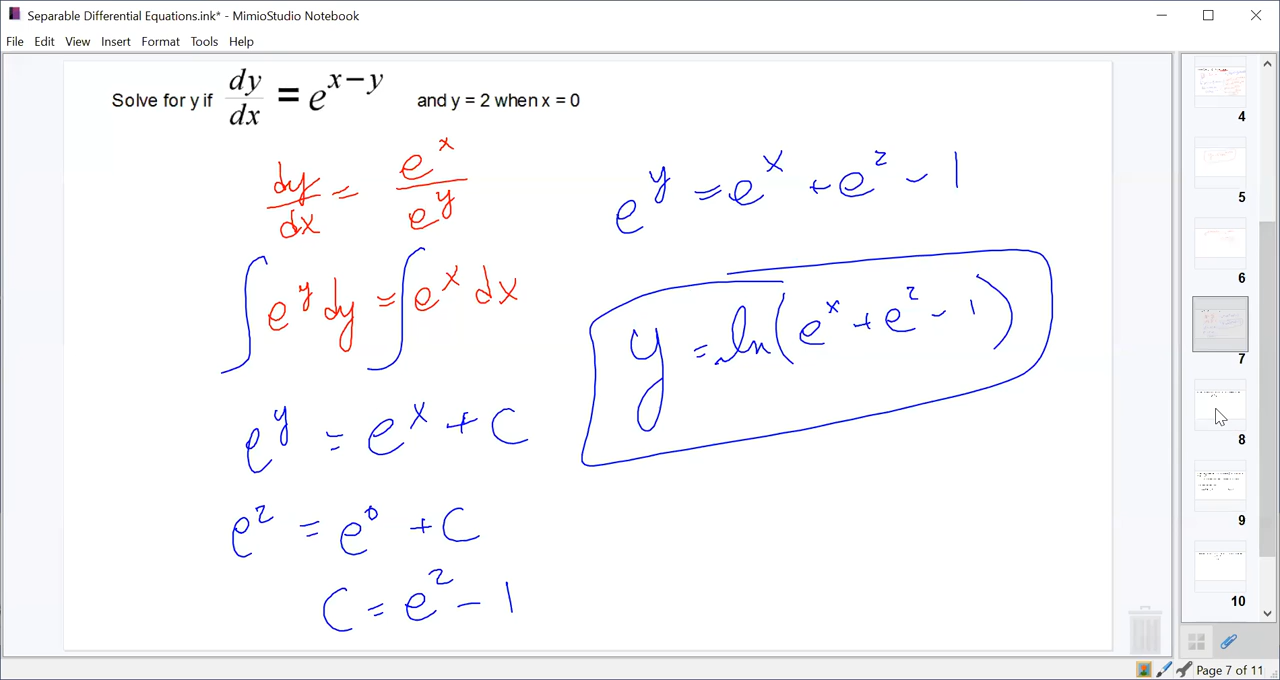 Separable Differential Equations.ink* - MimioStudio Notebook
File Edit View Insert Format Tools Help
Solve for y if dy/dx = e^(x-y) and y = 2 when x = 0
dy/dx = e^x/e^y
∫ e^y dy = ∫ e^x dx
e^y = e^x + C
e^2 = e^0 + C
C = e^2 - 1
e^y = e^x + e^2 - 1
y = ln(e^x + e^2 - 1)
4
5
6
7
8
9
10
Page 7 of 11